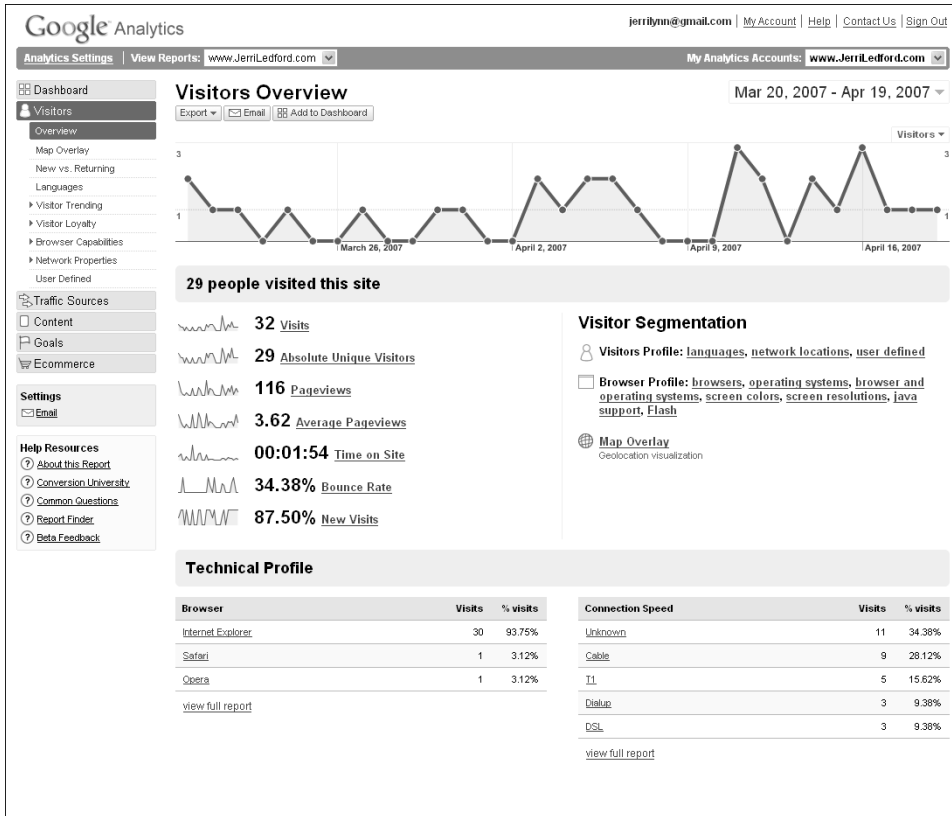 Google Analytics
jerrilynn@gmail.com | My Account | Help | Contact Us | Sign Out
Analytics Settings | View Reports: www.JerriLedford.com
My Analytics Accounts: www.JerriLedford.com
Dashboard
Visitors
Overview
Map Overlay
New vs. Returning
Languages
Visitor Trending
Visitor Loyalty
Browser Capabilities
Network Properties
User Defined
Traffic Sources
Content
Goals
Ecommerce
Settings
Email
Help Resources
? About this Report
? Conversion University
? Common Questions
? Report Finder
? Beta Feedback
Visitors Overview
Mar 20, 2007 - Apr 19, 2007
Export Email Add to Dashboard
Visitors
3 3
1 1
March 26, 2007 April 2, 2007 April 9, 2007 April 16, 2007
29 people visited this site
32 Visits
29 Absolute Unique Visitors
116 Pageviews
3.62 Average Pageviews
00:01:54 Time on Site
34.38% Bounce Rate
87.50% New Visits
Visitor Segmentation
Visitors Profile: languages, network locations, user defined
Browser Profile: browsers, operating systems, browser and
operating systems, screen colors, screen resolutions, java
support, Flash
Map Overlay
Geolocation visualization
Technical Profile
Browser Visits % visits
Internet Explorer 30 93.75%
Safari 1 3.12%
Opera 1 3.12%
view full report
Connection Speed Visits % visits
Unknown 11 34.38%
Cable 9 28.12%
T1 5 15.62%
Dialup 3 9.38%
DSL 3 9.38%
view full report